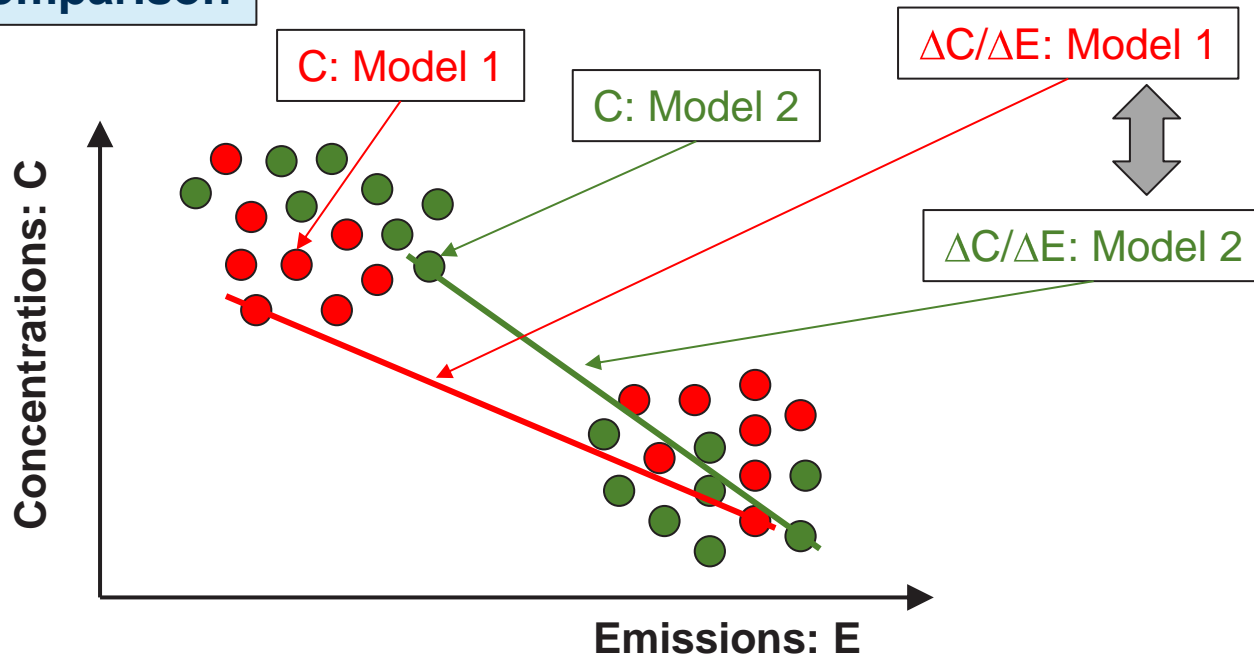 C: Model 1
ΔC/ΔE: Model 1
C: Model 2
ΔC/ΔE: Model 2
Concentrations: C
Emissions: E